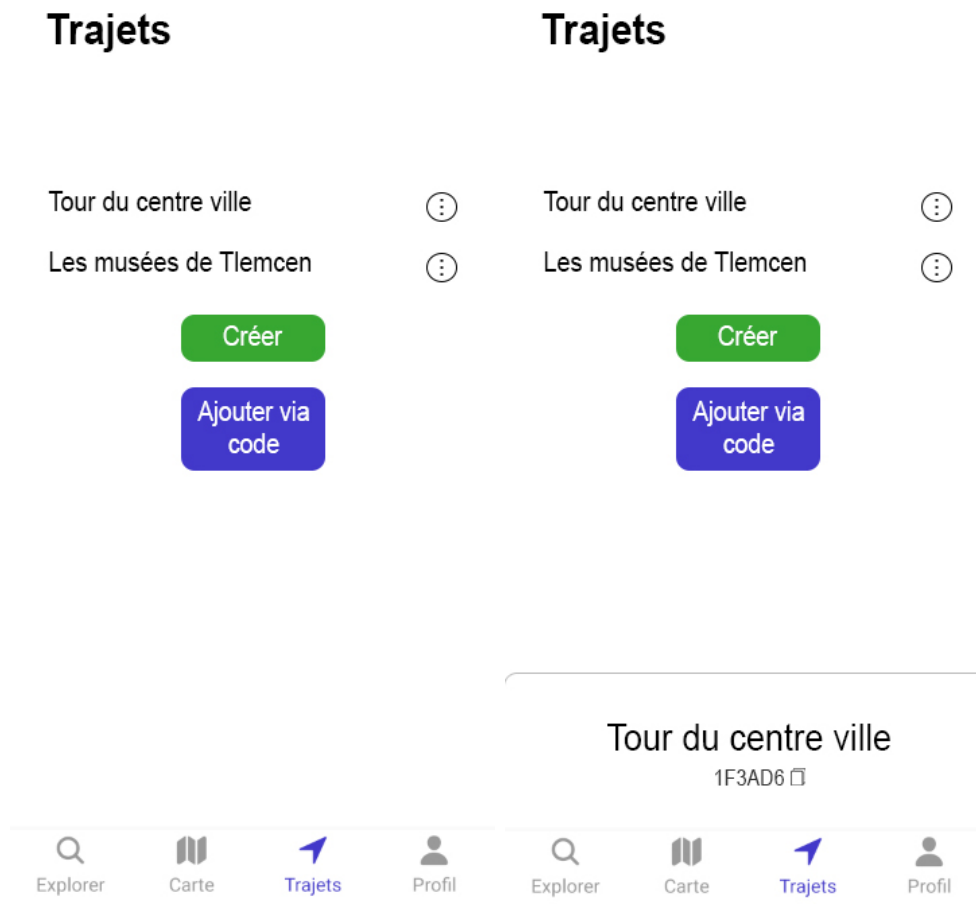 Trajets
Tour du centre ville
Les musées de Tlemcen
Créer
Ajouter via
code
Explorer
Carte
Trajets
Profil
Trajets
Tour du centre ville
Les musées de Tlemcen
Créer
Ajouter via
code
Tour du centre ville
1F3AD6
Explorer
Carte
Trajets
Profil